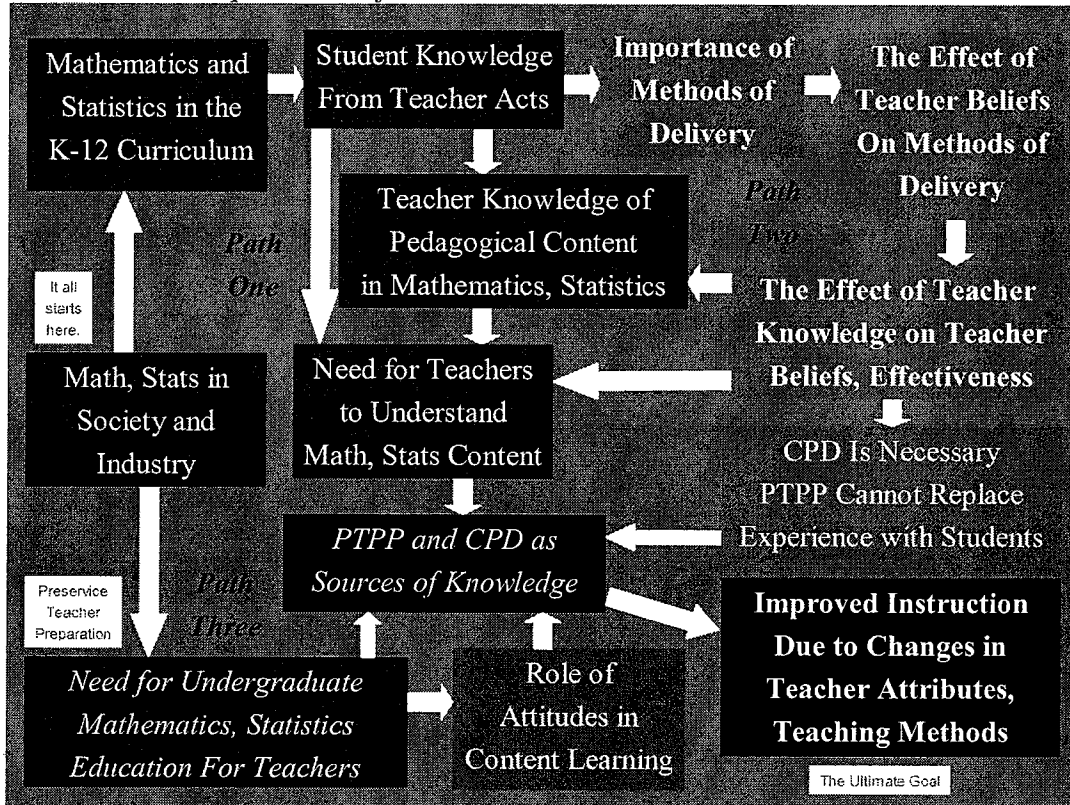 Mathematics and
Statistics in the
K-12 Curriculum
Student Knowledge
From Teacher Acts
Importance of
Methods of
Delivery
The Effect of
Teacher Beliefs
On Methods of
Delivery
Teacher Knowledge of
Pedagogical Content
in Mathematics, Statistics
Path
Two
Path
One
It all
starts
here.
The Effect of Teacher
Knowledge on Teacher
Beliefs, Effectiveness
Math, Stats in
Society and
Industry
Need for Teachers
to Understand
Math, Stats Content
CPD Is Necessary
PTPP Cannot Replace
Experience with Students
PTPP and CPD as
Sources of Knowledge
Preservice
Teacher
Preparation
Path
Three
Need for Undergraduate
Mathematics, Statistics
Education For Teachers
Role of
Attitudes in
Content Learning
Improved Instruction
Due to Changes in
Teacher Attributes,
Teaching Methods
The Ultimate Goal